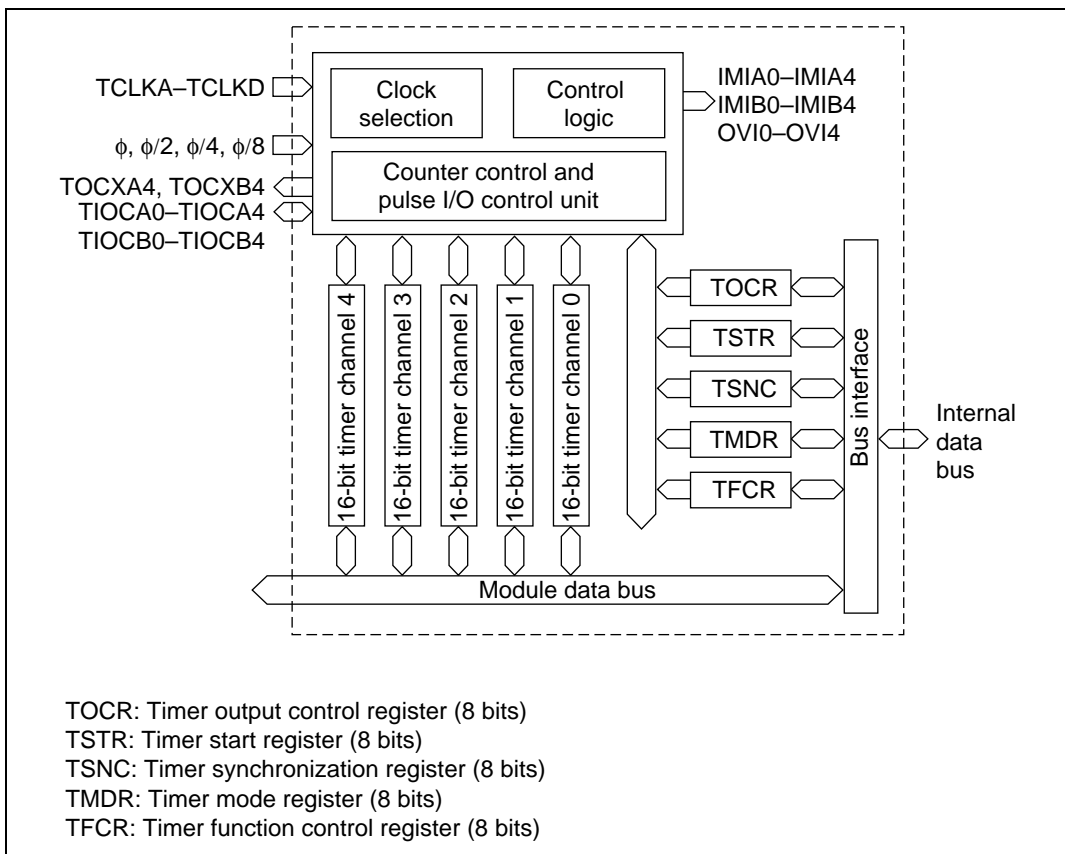 TCLKA–TCLKD
ϕ, ϕ/2, ϕ/4, ϕ/8
TOCXA4, TOCXB4
TIOCA0–TIOCA4
TIOCB0–TIOCB4
Clock
selection
Control
logic
Counter control and
pulse I/O control unit
IMIA0–IMIA4
IMIB0–IMIB4
OVI0–OVI4
16-bit timer channel 4
16-bit timer channel 3
16-bit timer channel 2
16-bit timer channel 1
16-bit timer channel 0
TOCR
TSTR
TSNC
TMDR
TFCR
Bus interface
Internal
data
bus
Module data bus
TOCR: Timer output control register (8 bits)
TSTR: Timer start register (8 bits)
TSNC: Timer synchronization register (8 bits)
TMDR: Timer mode register (8 bits)
TFCR: Timer function control register (8 bits)